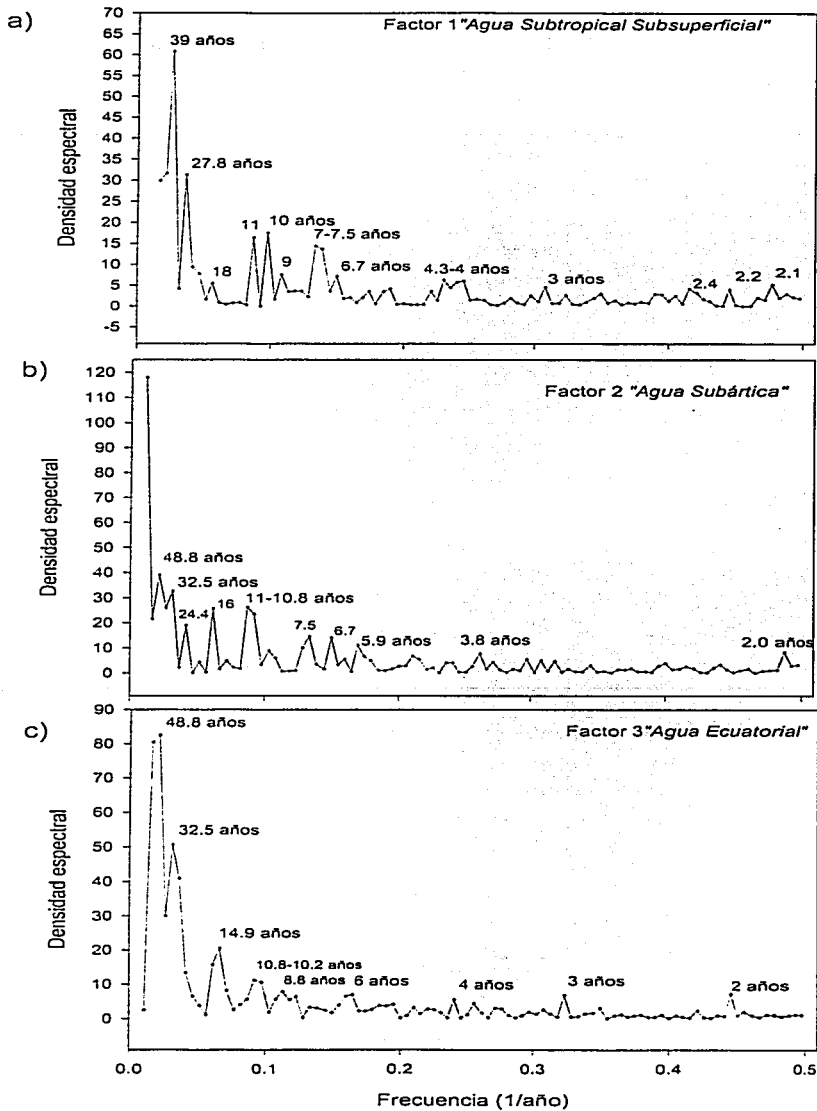 a)
Factor 1"Agua Subtropical Subsuperficial"
Densidad espectral
70
65
60
55
50
45
40
35
30
25
20
15
10
5
0
-5
39 años
27.8 años
18
11
10 años
9
7-7.5 años
6.7 años
4.3-4 años
3 años
2.4
2.2
2.1
b)
Factor 2 "Agua Subártica"
Densidad espectral
120
110
100
90
80
70
60
50
40
30
20
10
0
48.8 años
32.5 años
24.4
16
11-10.8 años
7.5
6.7
5.9 años
3.8 años
2.0 años
c)
Factor 3"Agua Ecuatorial"
Densidad espectral
90
80
70
60
50
40
30
20
10
0
48.8 años
32.5 años
14.9 años
10.8-10.2 años
8.8 años
6 años
4 años
3 años
2 años
0.0
0.1
0.2
0.3
0.4
0.5
Frecuencia (1/año)